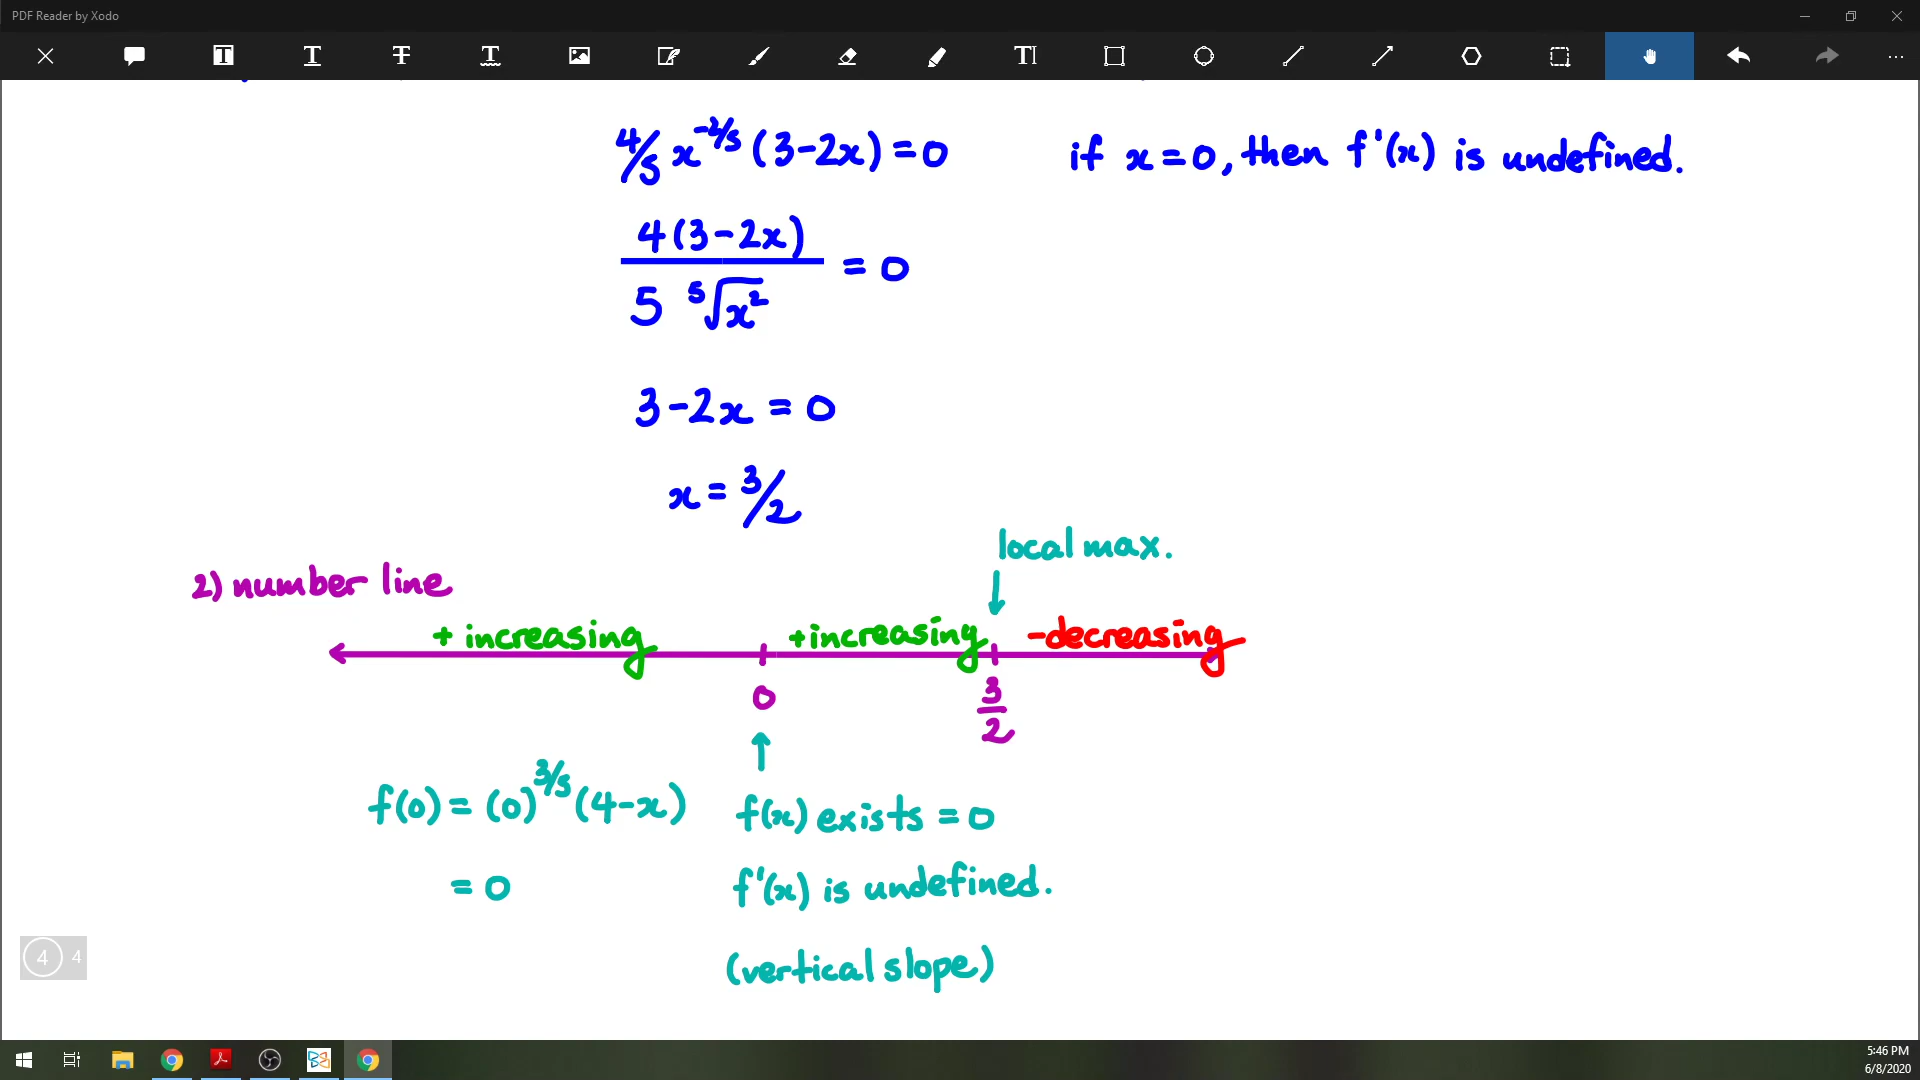 PDF Reader by Xodo
4/5 x^(-2/5) (3-2x) = 0
if x = 0, then f'(x) is undefined.
4(3-2x) / 5 ⁵√x² = 0
3-2x = 0
x = 3/2
local max.
2) number line
+ increasing +increasing -decreasing
0 3/2
f(0) = (0)^(3/5) (4-x)
= 0
f(x) exists = 0
f'(x) is undefined.
(vertical slope)
4 4
5:46 PM
6/8/2020